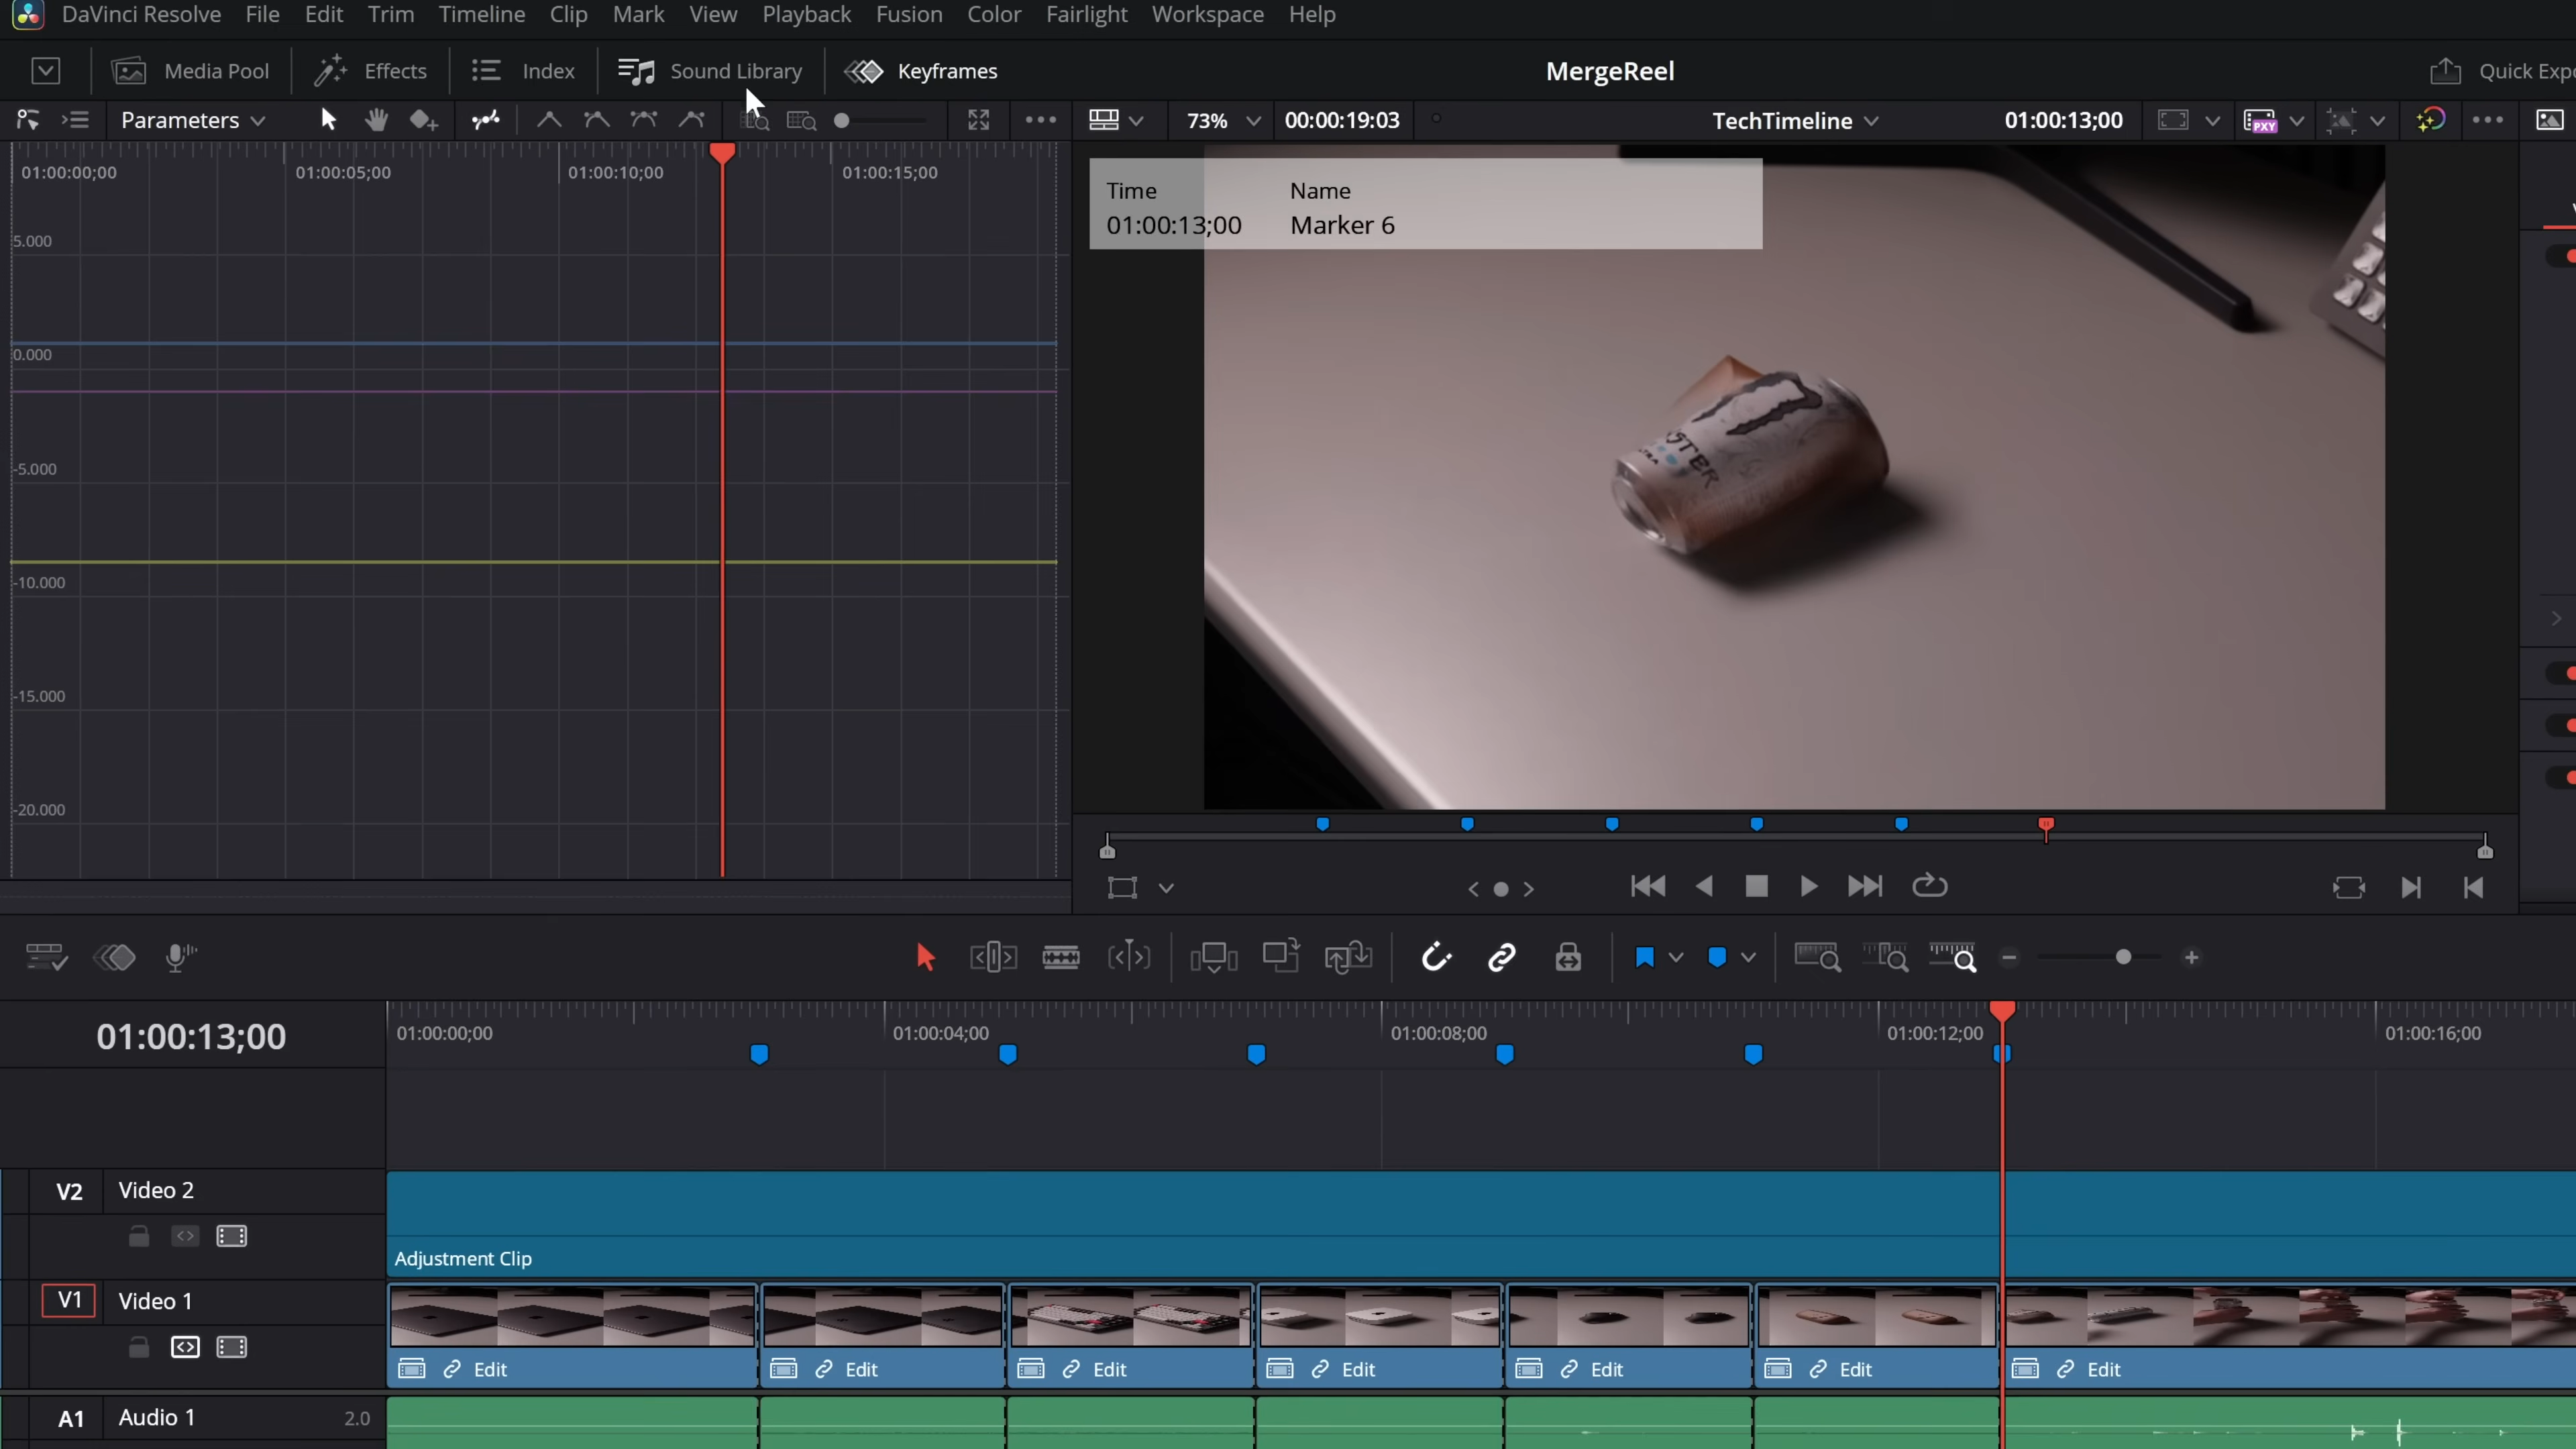 DaVinci Resolve File Edit Trim Timeline Clip Mark View Playback Fusion Color Fairlight Workspace Help
Media Pool Effects Index Sound Library Keyframes MergeReel Quick Expo
Parameters 73% 00:00:19:03 TechTimeline 01:00:13;00 PXY
01:00:00;00 01:00:05;00 01:00:10;00 01:00:15;00
Time Name
01:00:13;00 Marker 6
5.000
0.000
-5.000
-10.000
-15.000
-20.000
STER
01:00:13;00 01:00:00;00 01:00:04;00 01:00:08;00 01:00:12;00 01:00:16;00
V2 Video 2
Adjustment Clip
V1 Video 1
Edit Edit Edit Edit Edit Edit Edit
A1 Audio 1 2.0